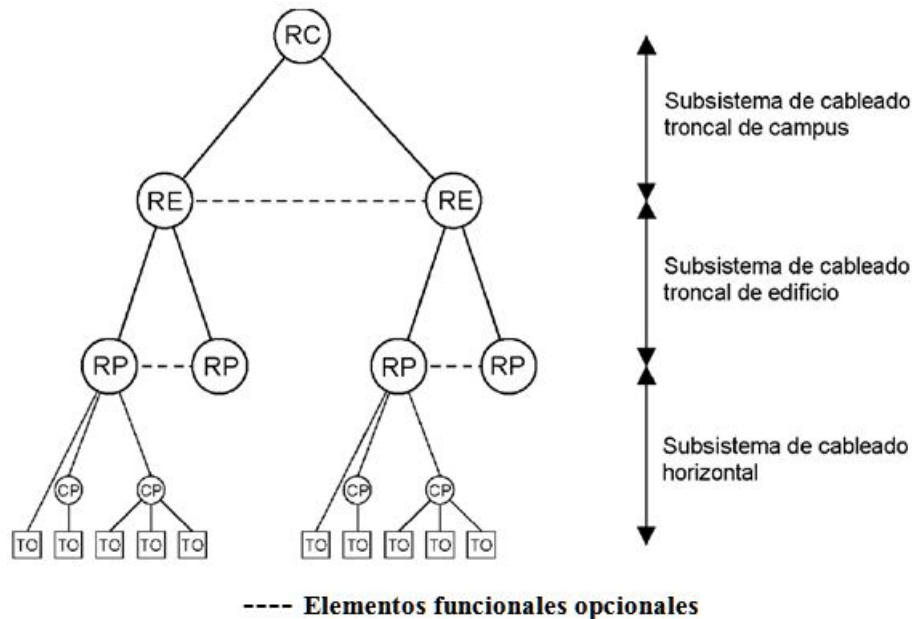 RC
Subsistema de cableado
troncal de campus
RE
RE
Subsistema de cableado
troncal de edificio
RP
RP
RP
RP
Subsistema de cableado
horizontal
CP
CP
CP
CP
TO
TO
TO
TO
TO
TO
TO
TO
TO
TO
---- Elementos funcionales opcionales